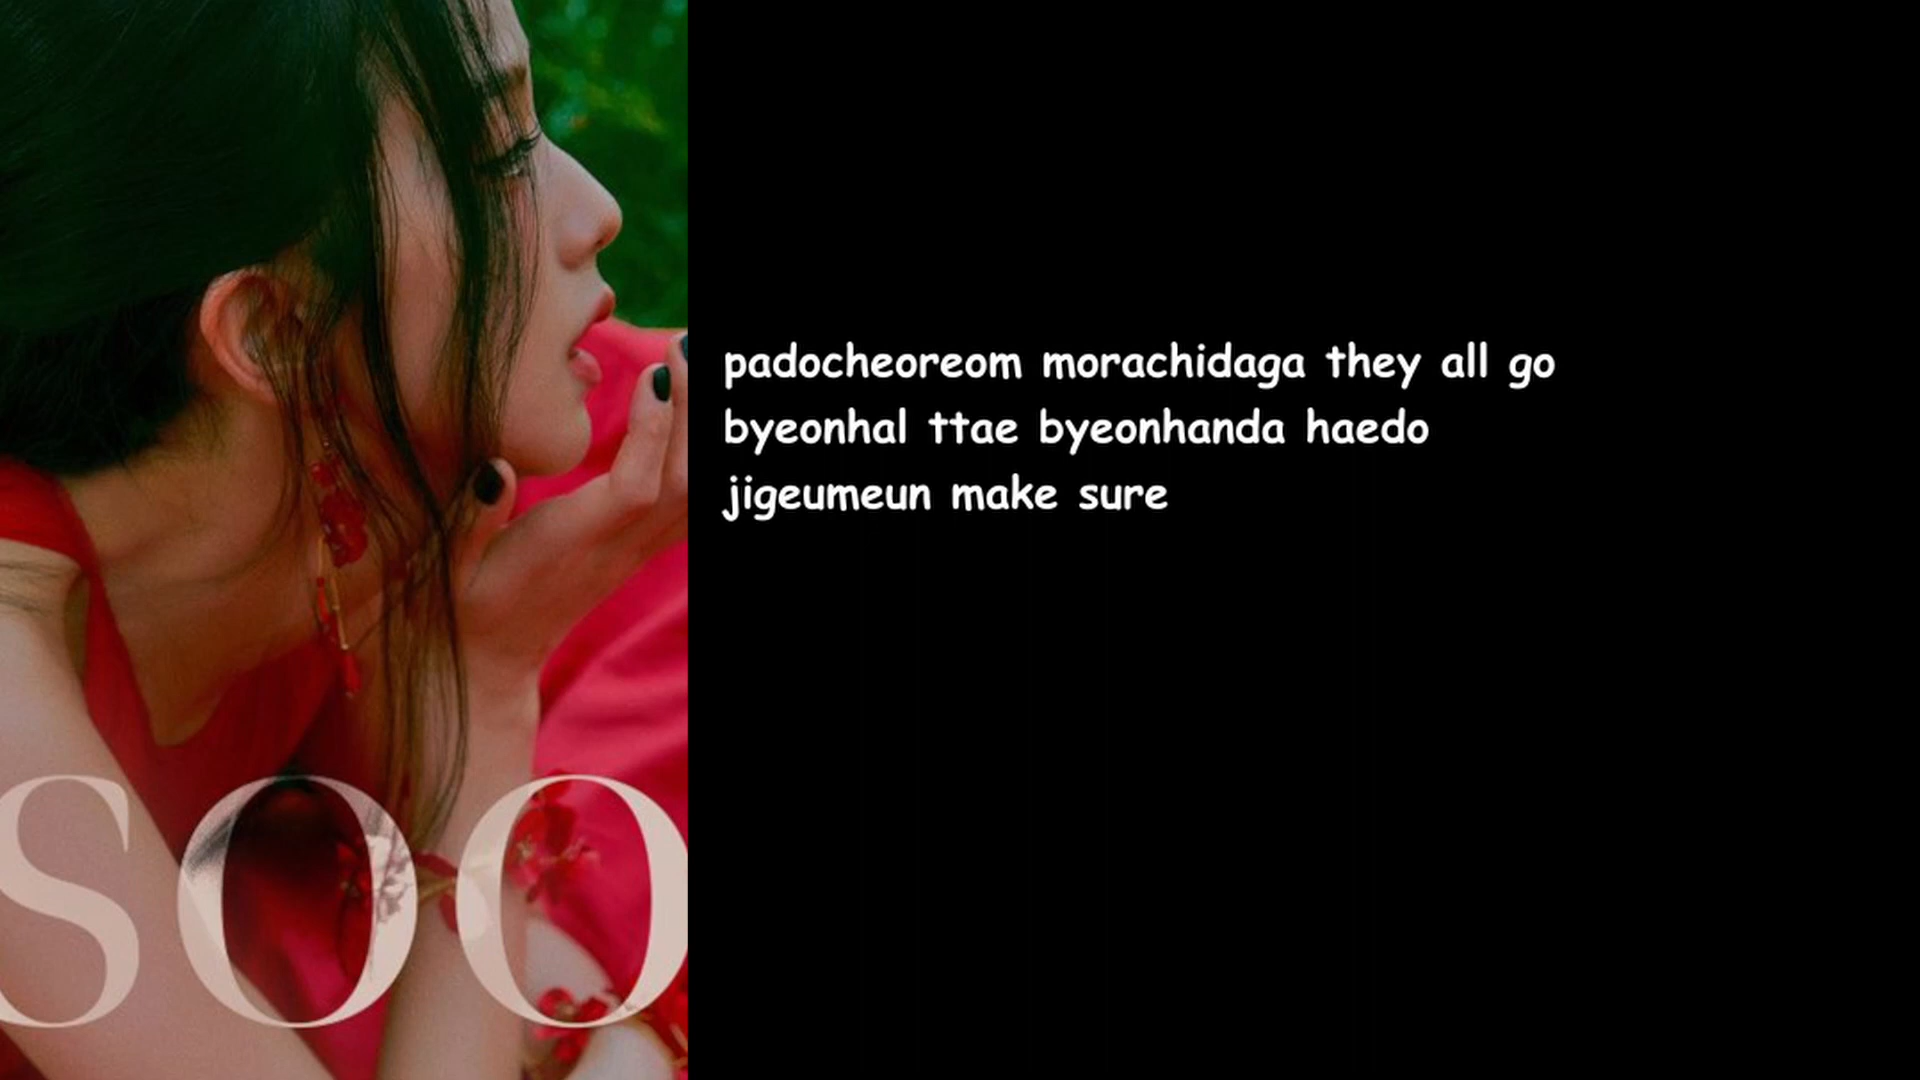 padocheoreom morachidaga they all go
byeonhal ttae byeonhanda haedo
jigeumeun make sure
SOO